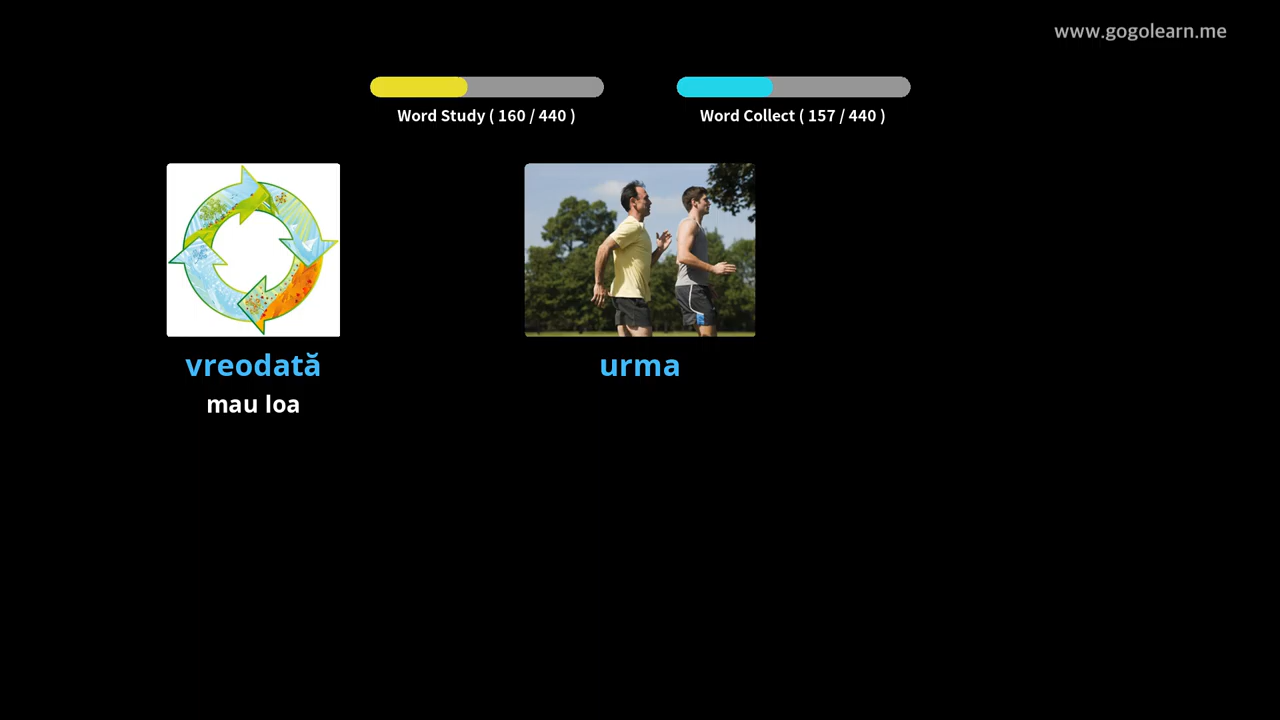 www.gogolearn.me
Word Study ( 160 / 440 )
Word Collect ( 157 / 440 )
vreodată
mau loa
urma